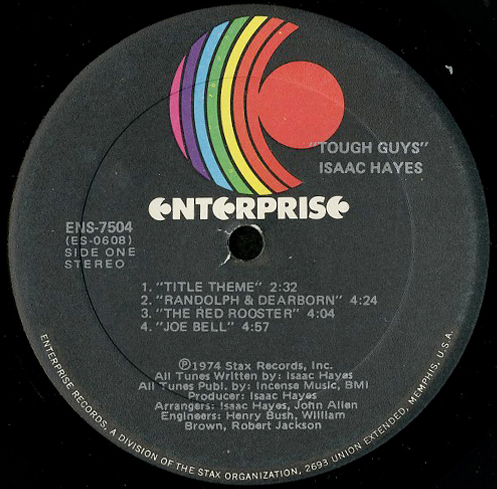 "TOUGH GUYS"
ISAAC HAYES
ENTERPRISE
ENS-7504
(ES-0608)
SIDE ONE
STEREO
1. "TITLE THEME" 2:32
2. "RANDOLPH & DEARBORN" 4:24
3. "THE RED ROOSTER" 4:04
4. "JOE BELL" 4:57
Ⓟ1974 Stax Records, Inc.
All Tunes Written by: Isaac Hayes
All Tunes Publ. by: Incense Music, BMI
Producer: Isaac Hayes
Arrangers: Isaac Hayes, John Allen
Engineers: Henry Bush, William
Brown, Robert Jackson
ENTERPRISE RECORDS, A DIVISION OF THE STAX ORGANIZATION, 2693 UNION EXTENDED, MEMPHIS, U.S.A.